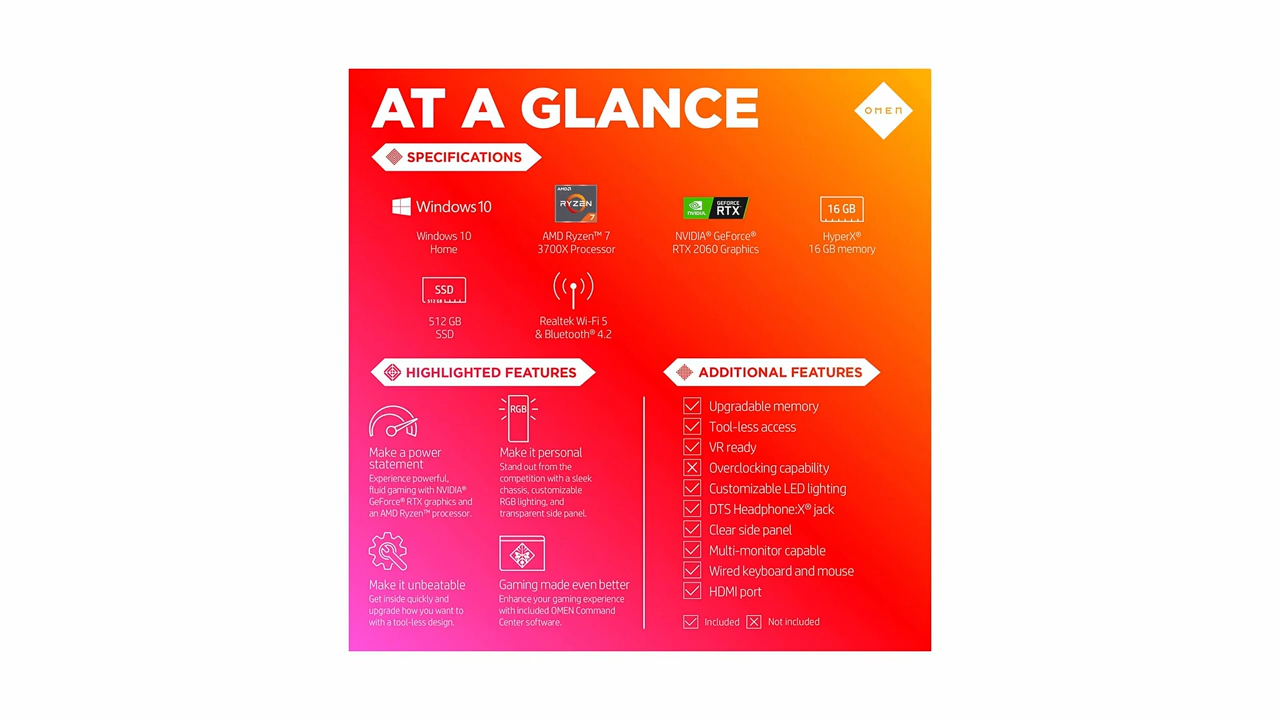 AT A GLANCE
OMEN
SPECIFICATIONS
Windows 10
AMD
RYZEN
7
NVIDIA
GEFORCE
RTX
16 GB
Windows 10
Home
AMD Ryzen™ 7
3700X Processor
NVIDIA® GeForce®
RTX 2060 Graphics
HyperX®
16 GB memory
SSD
512 GB
512 GB
SSD
Realtek Wi-Fi 5
& Bluetooth® 4.2
HIGHLIGHTED FEATURES
Make a power
statement
Experience powerful,
fluid gaming with NVIDIA®
GeForce® RTX graphics and
an AMD Ryzen™ processor.
RGB
Make it personal
Stand out from the
competition with a sleek
chassis, customizable
RGB lighting, and
transparent side panel.
Make it unbeatable
Get inside quickly and
upgrade how you want to
with a tool-less design.
Gaming made even better
Enhance your gaming experience
with included OMEN Command
Center software.
ADDITIONAL FEATURES
Upgradable memory
Tool-less access
VR ready
Overclocking capability
Customizable LED lighting
DTS Headphone:X® jack
Clear side panel
Multi-monitor capable
Wired keyboard and mouse
HDMI port
Included
Not included